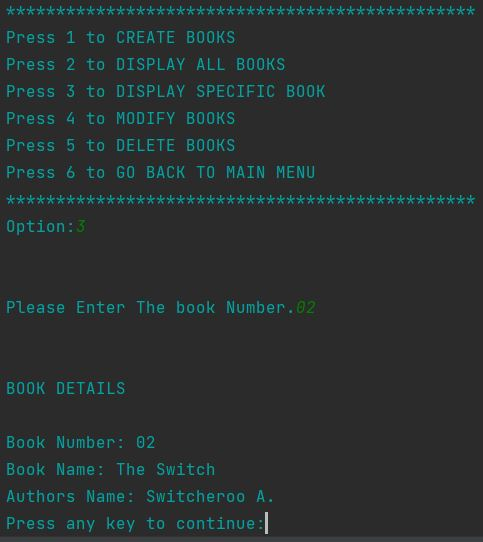 ***********************************************
Press 1 to CREATE BOOKS
Press 2 to DISPLAY ALL BOOKS
Press 3 to DISPLAY SPECIFIC BOOK
Press 4 to MODIFY BOOKS
Press 5 to DELETE BOOKS
Press 6 to GO BACK TO MAIN MENU
***********************************************
Option:3
Please Enter The book Number.02
BOOK DETAILS
Book Number: 02
Book Name: The Switch
Authors Name: Switcheroo A.
Press any key to continue: